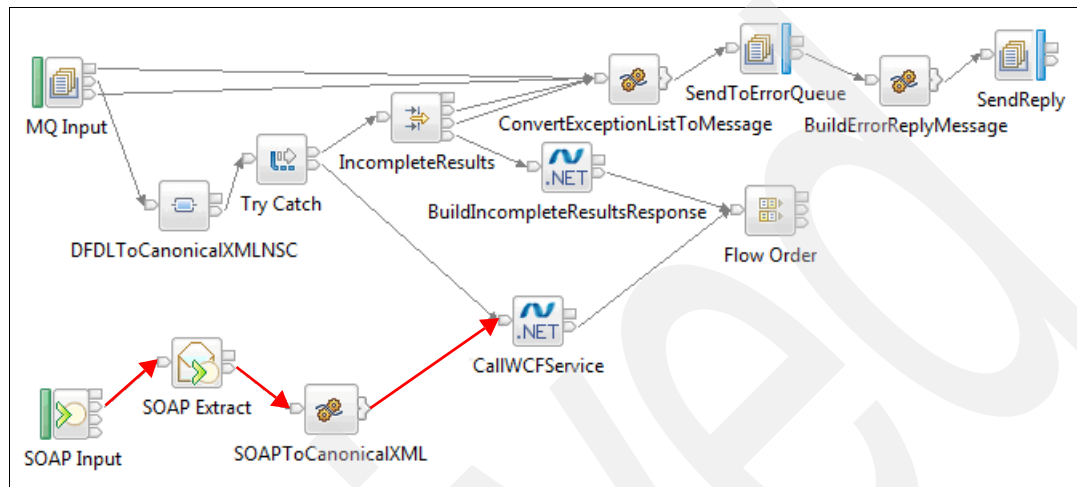 MQ Input
ConvertExceptionListToMessage
SendToErrorQueue
BuildErrorReplyMessage
SendReply
IncompleteResults
Try Catch
.NET
BuildIncompleteResultsResponse
DFDLToCanonicalXMLNSC
Flow Order
.NET
CallWCFService
SOAP Extract
SOAPToCanonicalXML
SOAP Input